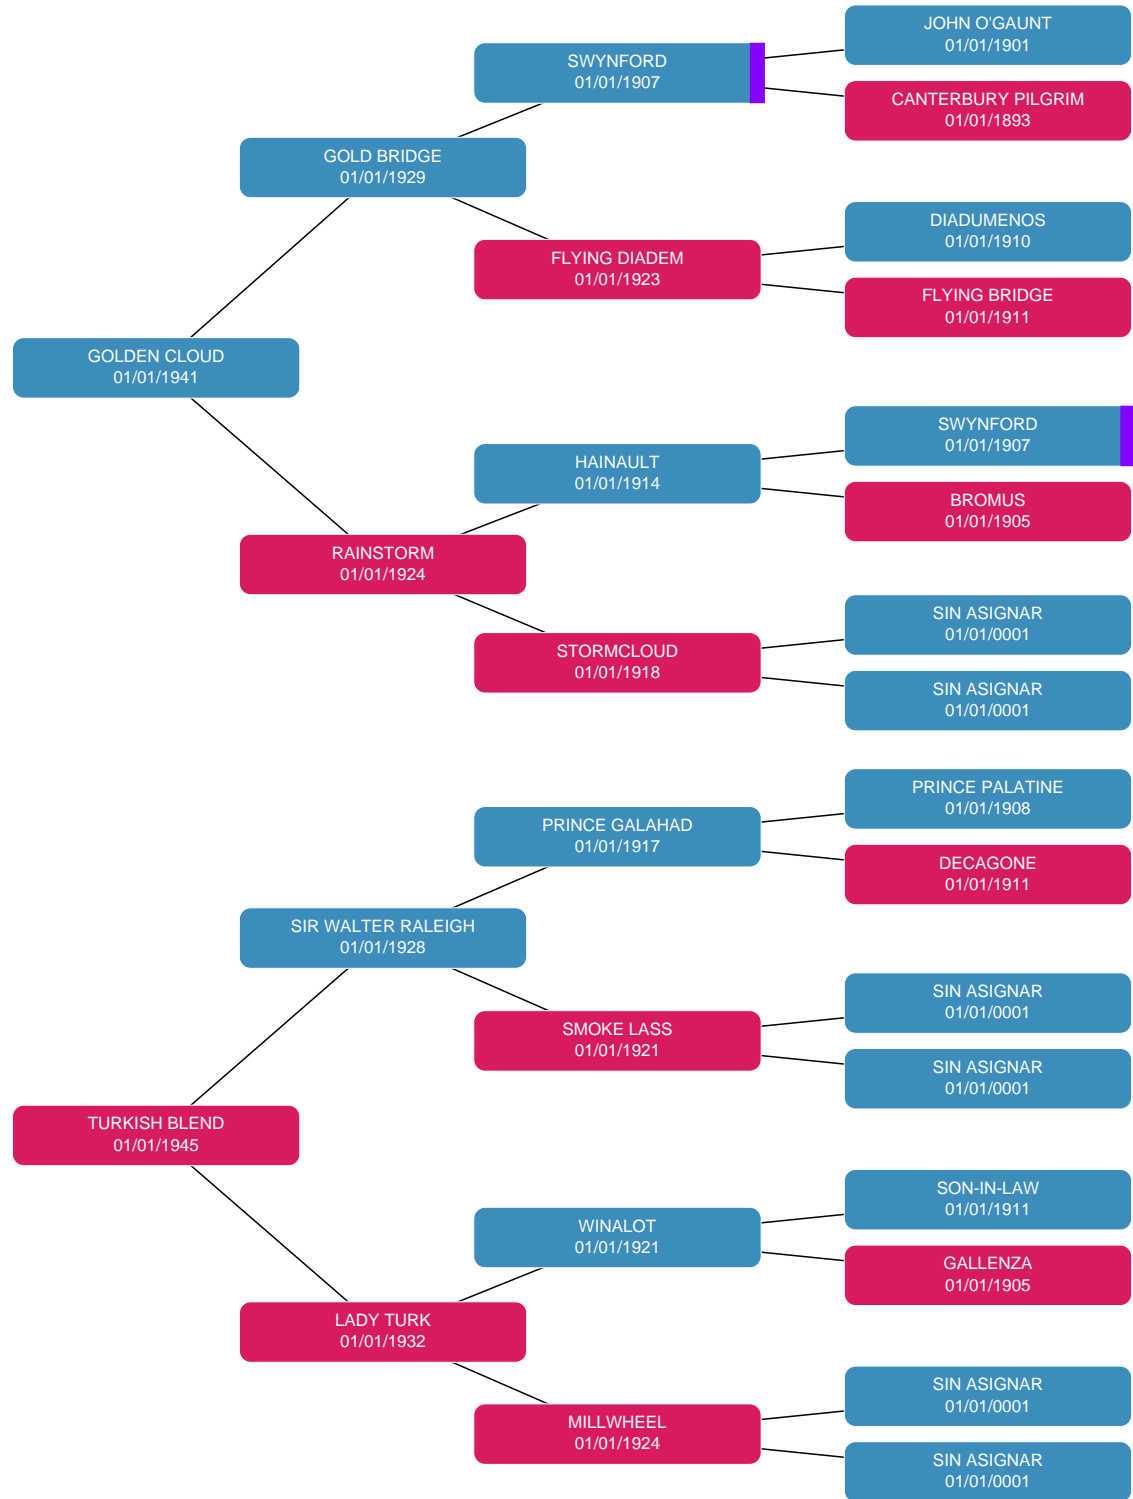 JOHN O'GAUNT
01/01/1901
SWYNFORD
01/01/1907
CANTERBURY PILGRIM
01/01/1893
GOLD BRIDGE
01/01/1929
DIADUMENOS
01/01/1910
FLYING DIADEM
01/01/1923
FLYING BRIDGE
01/01/1911
GOLDEN CLOUD
01/01/1941
SWYNFORD
01/01/1907
HAINAULT
01/01/1914
BROMUS
01/01/1905
RAINSTORM
01/01/1924
SIN ASIGNAR
01/01/0001
STORMCLOUD
01/01/1918
SIN ASIGNAR
01/01/0001
PRINCE PALATINE
01/01/1908
PRINCE GALAHAD
01/01/1917
DECAGONE
01/01/1911
SIR WALTER RALEIGH
01/01/1928
SIN ASIGNAR
01/01/0001
SMOKE LASS
01/01/1921
SIN ASIGNAR
01/01/0001
TURKISH BLEND
01/01/1945
SON-IN-LAW
01/01/1911
WINALOT
01/01/1921
GALLENZA
01/01/1905
LADY TURK
01/01/1932
SIN ASIGNAR
01/01/0001
MILLWHEEL
01/01/1924
SIN ASIGNAR
01/01/0001